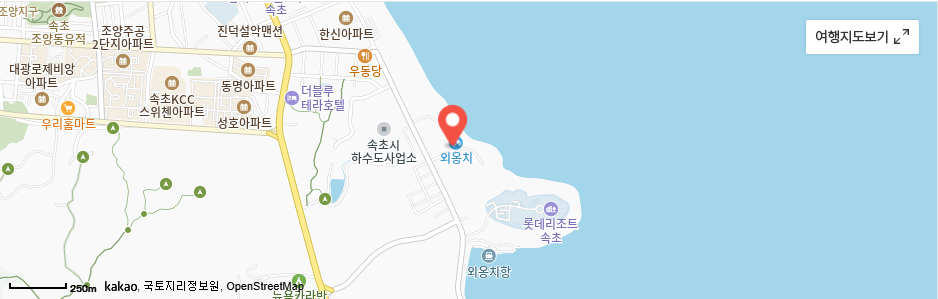 조양지구
속초
조양동유적
조양주공
2단지아파트
대광로제비앙
아파트
속초KCC
스위첸아파트
우리홈마트
속초
진덕설악맨션
한신아파트
동명아파트
성호아파트
우동당
더블루
테라호텔
속초시
하수도사업소
외옹치
롯데리조트
속초
외옹치항
뉴욕카라반
여행지도보기
250m
kakao, 국토지리정보원, OpenStreetMap